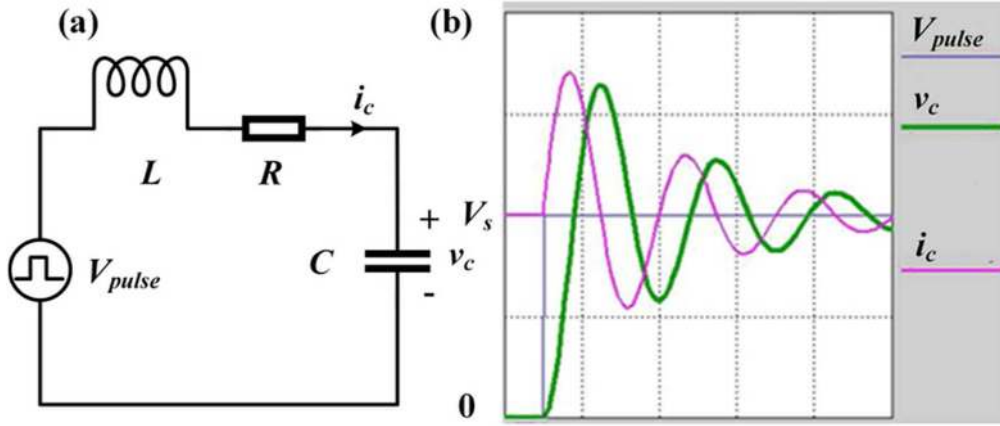 (a)
L
R
i_c
V_pulse
C
+
v_c
-
(b)
V_s
0
V_pulse
v_c
i_c